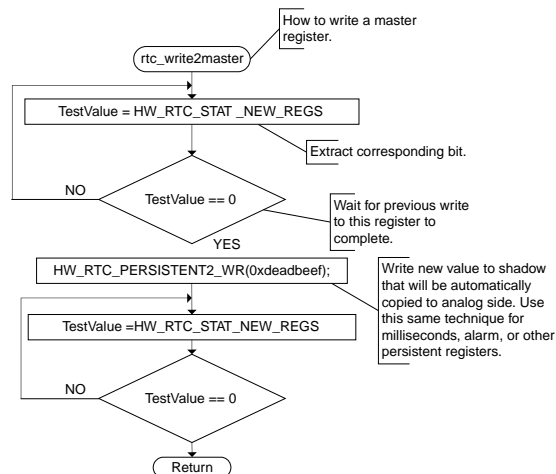 How to write a master
register.
rtc_write2master
TestValue = HW_RTC_STAT _NEW_REGS
Extract corresponding bit.
NO
TestValue == 0
Wait for previous write
to this register to
complete.
YES
HW_RTC_PERSISTENT2_WR(0xdeadbeef);
Write new value to shadow
that will be automatically
copied to analog side. Use
this same technique for
milliseconds, alarm, or other
persistent registers.
TestValue =HW_RTC_STAT_NEW_REGS
NO
TestValue == 0
Return